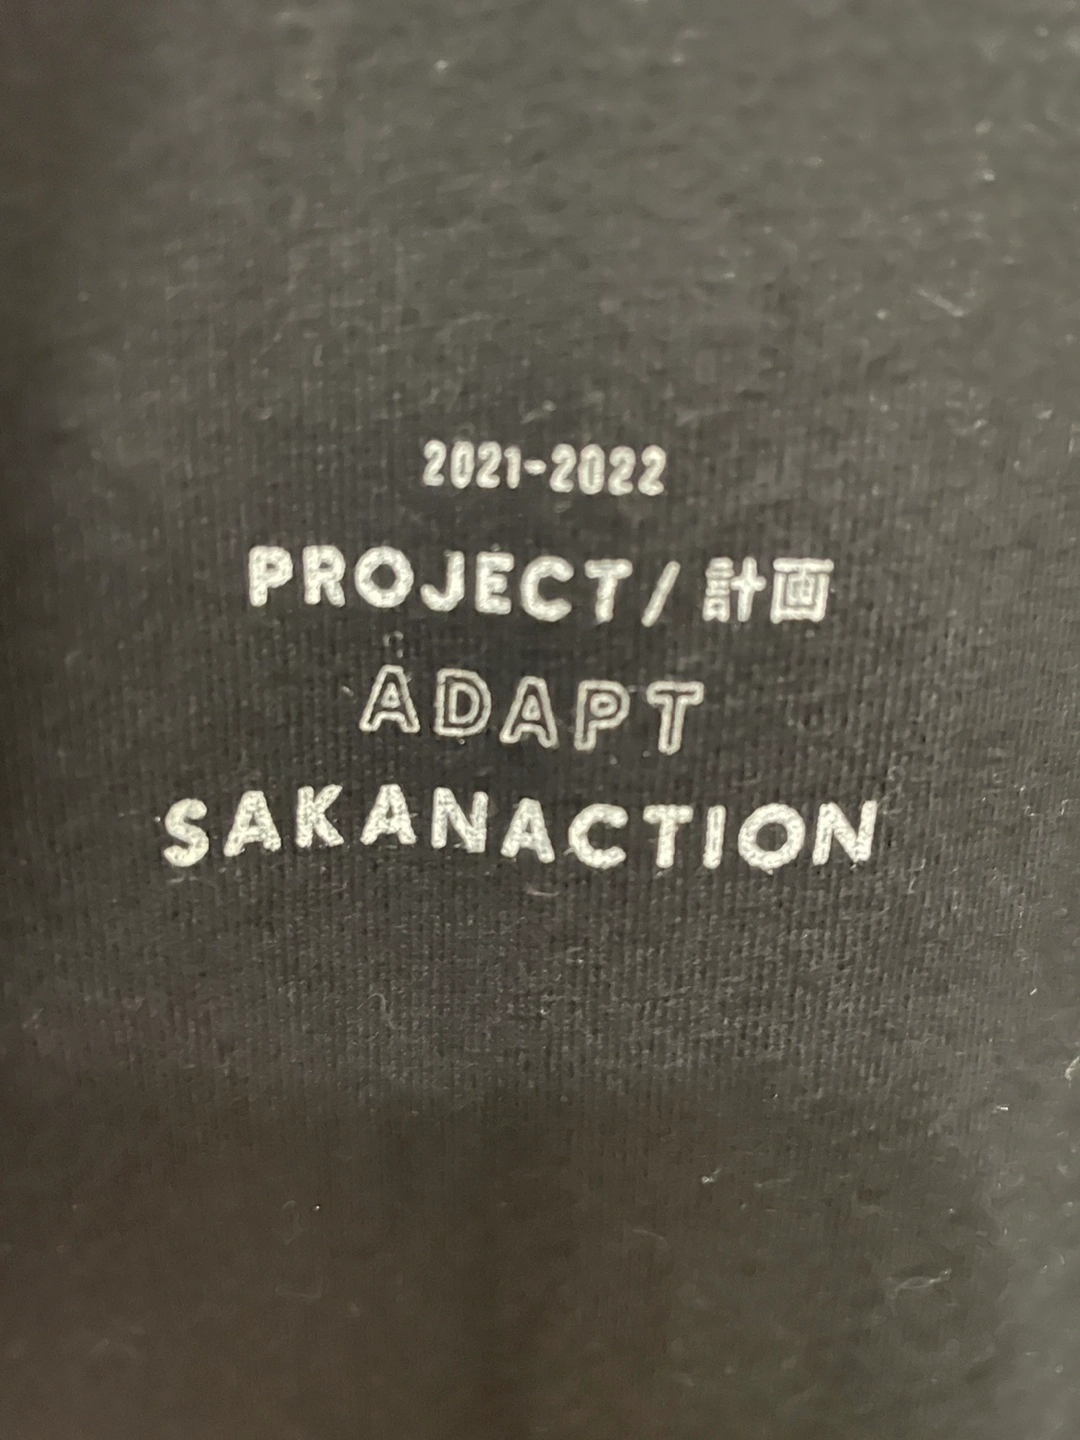 2021-2022
PROJECT/計画
ADAPT
SAKANACTION